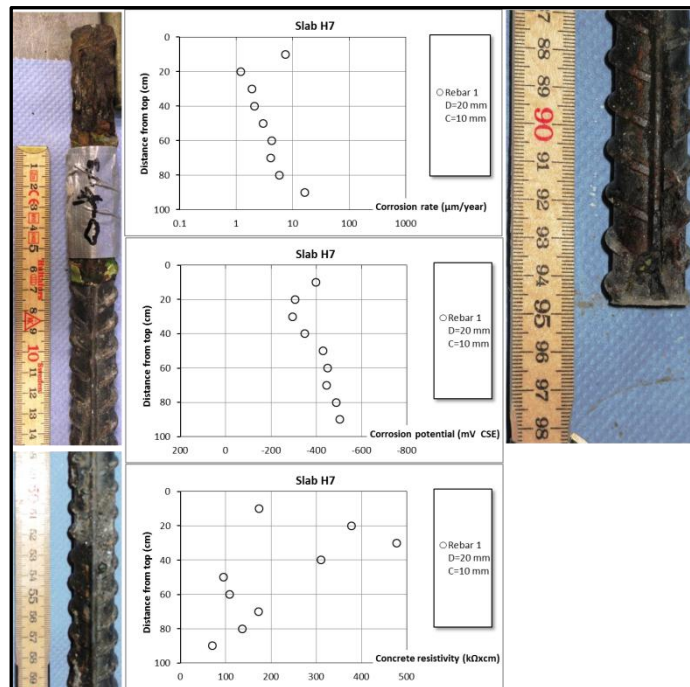 Slab H7
0
20
40
60
80
100
Distance from top (cm)
Corrosion rate (µm/year)
0.1 1 10 100 1000
Rebar 1
D=20 mm
C=10 mm
Slab H7
0
20
40
60
80
100
Distance from top (cm)
Corrosion potential (mV CSE)
200 0 -200 -400 -600 -800
Rebar 1
D=20 mm
C=10 mm
Slab H7
0
20
40
60
80
100
Distance from top (cm)
Concrete resistivity (kΩxcm)
0 100 200 300 400 500
Rebar 1
D=20 mm
C=10 mm
1
2
3
4
5
6
7
8
9
10
11
12
13
14
51
52
53
54
55
56
57
58
59
87
88
89
90
91
92
93
94
95
96
97
98